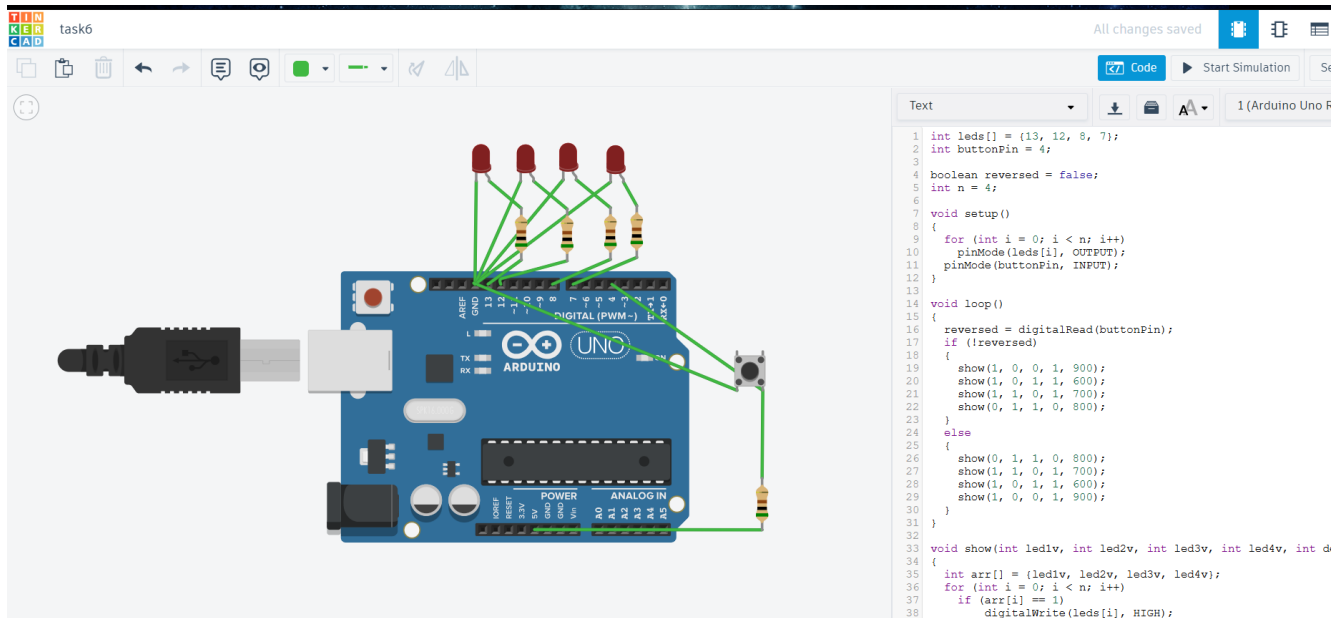 TIN
KER
CAD
task6
All changes saved
Code
Start Simulation
Text
1 (Arduino Uno R
1 int leds[] = {13, 12, 8, 7};
2 int buttonPin = 4;
3
4 boolean reversed = false;
5 int n = 4;
6
7 void setup()
8 {
9 for (int i = 0; i < n; i++)
10 pinMode(leds[i], OUTPUT);
11 pinMode(buttonPin, INPUT);
12 }
13
14 void loop()
15 {
16 reversed = digitalRead(buttonPin);
17 if (!reversed)
18 {
19 show(1, 0, 0, 1, 900);
20 show(1, 0, 1, 1, 600);
21 show(1, 1, 0, 1, 700);
22 show(0, 1, 1, 0, 800);
23 }
24 else
25 {
26 show(0, 1, 1, 0, 800);
27 show(1, 1, 0, 1, 700);
28 show(1, 0, 1, 1, 600);
29 show(1, 0, 0, 1, 900);
30 }
31 }
32
33 void show(int led1v, int led2v, int led3v, int led4v, int d
34 {
35 int arr[] = {led1v, led2v, led3v, led4v};
36 for (int i = 0; i < n; i++)
37 if (arr[i] == 1)
38 digitalWrite(leds[i], HIGH);
AREF
GND
13
12
~11
~10
~9
8
7
~6
~5
4
~3
2
DIGITAL (PWM~)
L
TX
RX
UNO
ARDUINO
POWER
ANALOG IN
IOREF
RESET
3.3V
5V
GND
GND
Vin
A0
A1
A2
A3
A4
A5